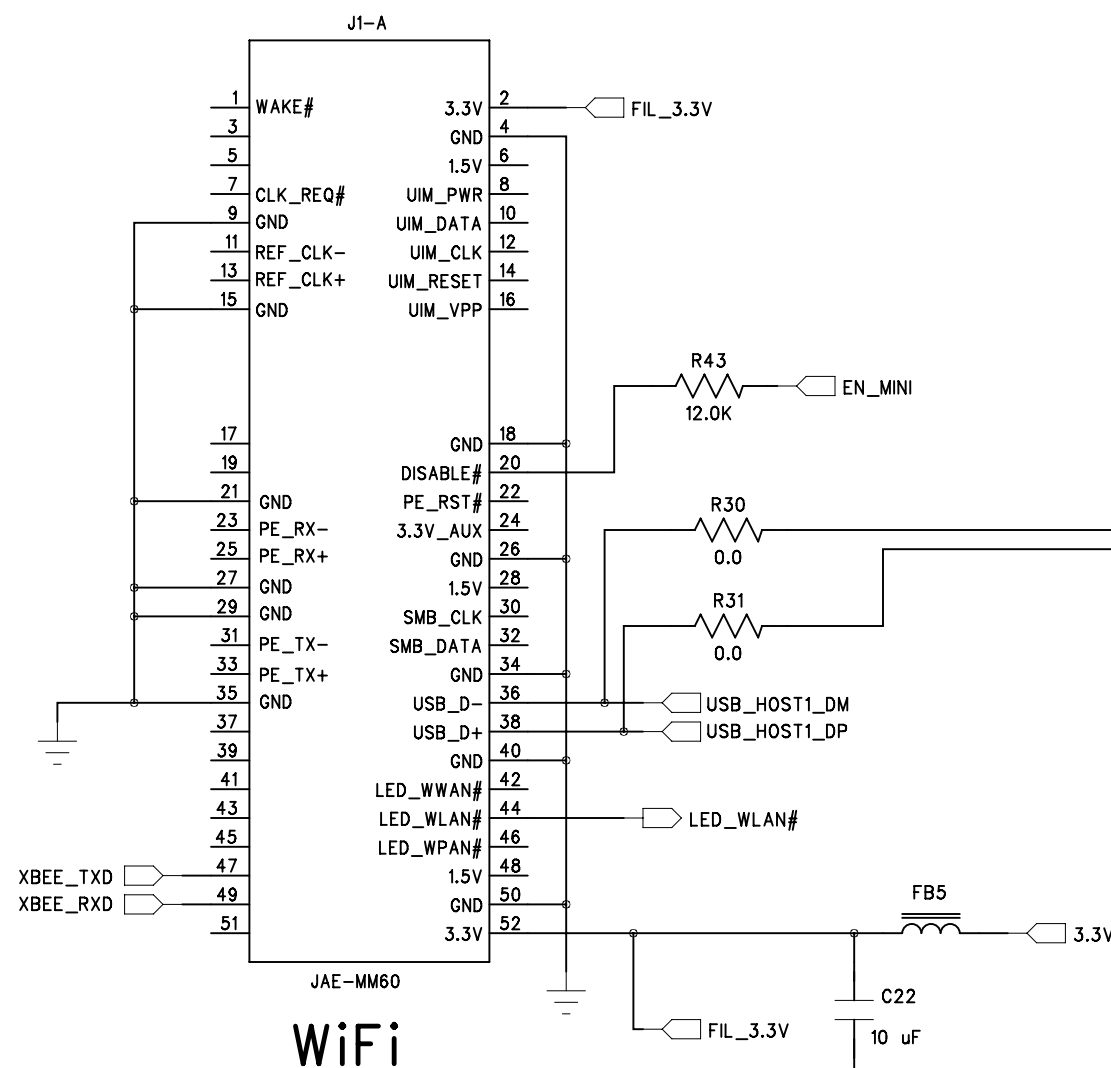 J1-A
1 WAKE# 3.3V 2 FIL_3.3V
3 GND 4
5 1.5V 6
7 CLK_REQ# UIM_PWR 8
9 GND UIM_DATA 10
11 REF_CLK- UIM_CLK 12
13 REF_CLK+ UIM_RESET 14
15 GND UIM_VPP 16
R43
EN_MINI
12.0K
17 GND 18
19 DISABLE# 20
21 GND PE_RST# 22
R30
23 PE_RX- 3.3V_AUX 24
25 PE_RX+ GND 26
0.0
27 GND 1.5V 28
R31
29 GND SMB_CLK 30
31 PE_TX- SMB_DATA 32
0.0
33 PE_TX+ GND 34
35 GND USB_D- 36 USB_HOST1_DM
37 USB_D+ 38 USB_HOST1_DP
39 GND 40
41 LED_WWAN# 42
43 LED_WLAN# 44 LED_WLAN#
45 LED_WPAN# 46
XBEE_TXD 47 1.5V 48
XBEE_RXD 49 GND 50
FB5
51 3.3V 52 3.3V
JAE-MM60
C22
FIL_3.3V
10 uF
WiFi